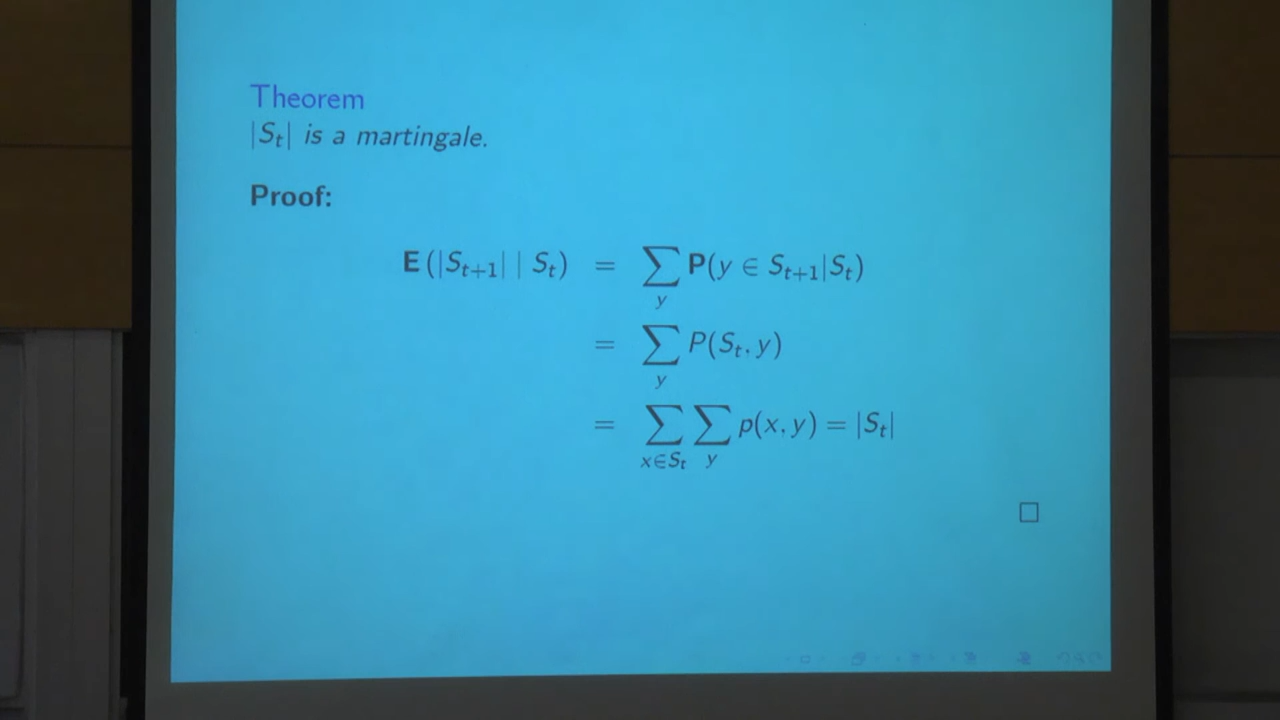 Theorem
|S_t| is a martingale.
Proof:
E (|S_{t+1}| | S_t) = ∑_y P(y ∈ S_{t+1}|S_t)
= ∑_y P(S_t, y)
= ∑_{x∈S_t} ∑_y p(x, y) = |S_t|
□